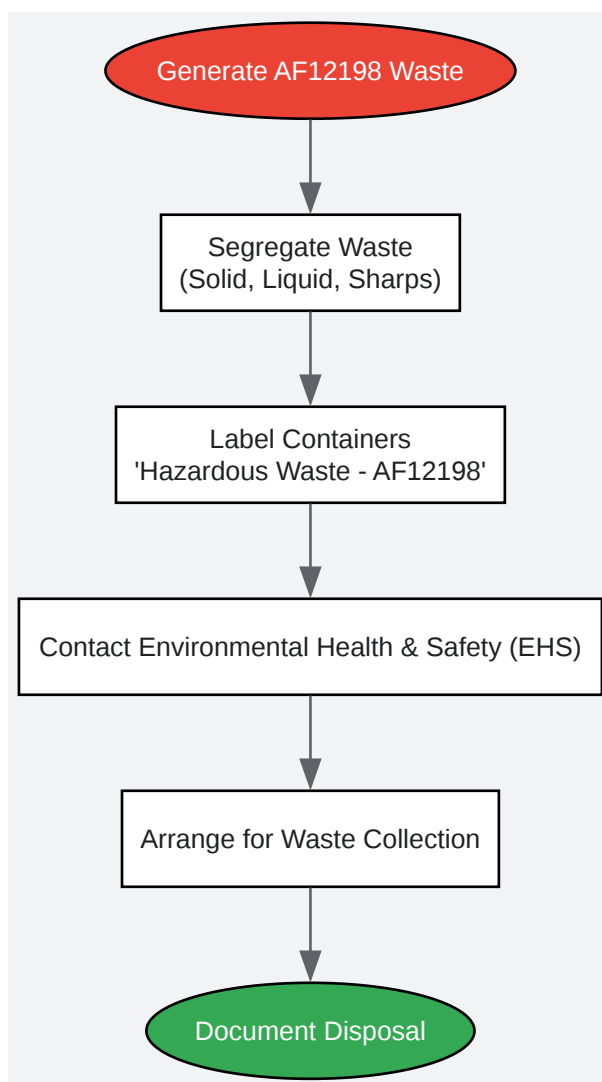 Generate AF12198 Waste
Segregate Waste
(Solid, Liquid, Sharps)
Label Containers
'Hazardous Waste - AF12198'
Contact Environmental Health & Safety (EHS)
Arrange for Waste Collection
Document Disposal